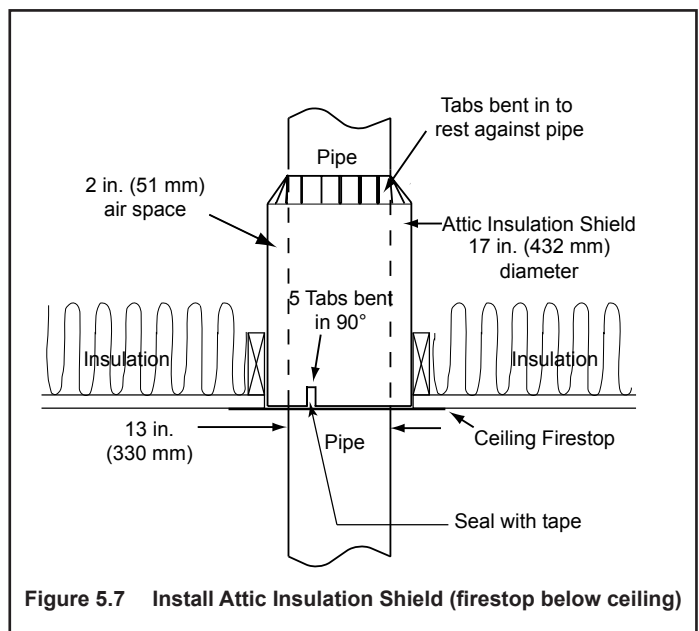 Tabs bent in to
rest against pipe
Pipe
2 in. (51 mm)
air space
Attic Insulation Shield
17 in. (432 mm)
diameter
5 Tabs bent
in 90°
Insulation
Insulation
13 in.
(330 mm)
Pipe
Ceiling Firestop
Seal with tape
Figure 5.7 Install Attic Insulation Shield (firestop below ceiling)